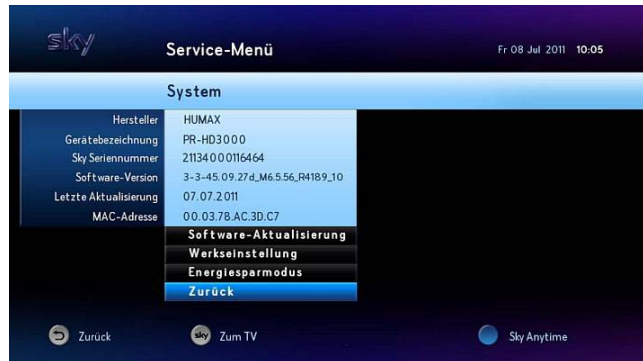 sky
Service-Menü
Fr 08 Jul 2011 10:05
System
Hersteller HUMAX
Gerätebezeichnung PR-HD3000
Sky Seriennummer 21134000116464
Software-Version 3-3-45.09.27d_M6.5.56_R4189_10
Letzte Aktualisierung 07.07.2011
MAC-Adresse 00.03.78.AC.3D.C7
Software-Aktualisierung
Werkseinstellung
Energiesparmodus
Zurück
Zurück
sky Zum TV
Sky Anytime